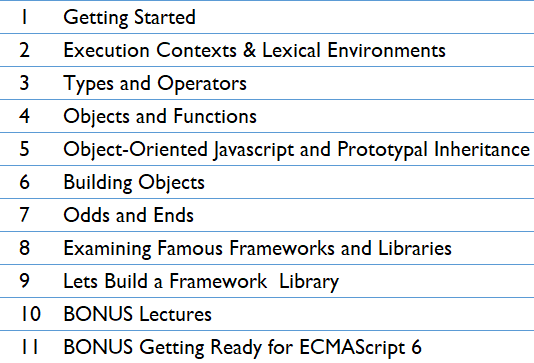 1 Getting Started
2 Execution Contexts & Lexical Environments
3 Types and Operators
4 Objects and Functions
5 Object-Oriented Javascript and Prototypal Inheritance
6 Building Objects
7 Odds and Ends
8 Examining Famous Frameworks and Libraries
9 Lets Build a Framework  Library
10 BONUS Lectures
11 BONUS Getting Ready for ECMAScript 6